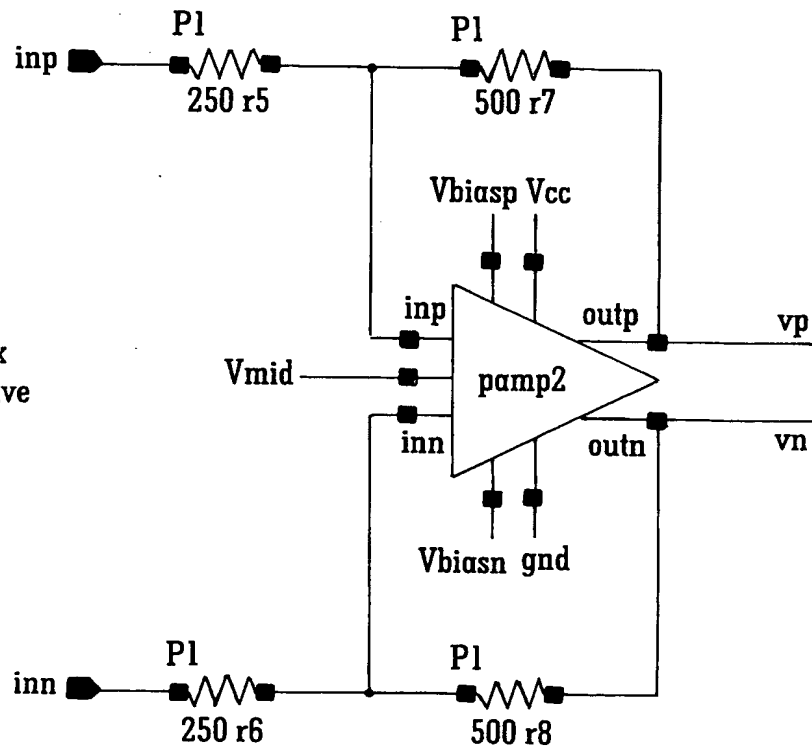 P1
P1
inp
250 r5
500 r7
Vbiasp Vcc
inp
outp
vp
x
Vmid
pamp2
ve
inn
outn
vn
Vbiasn gnd
P1
P1
inn
250 r6
500 r8